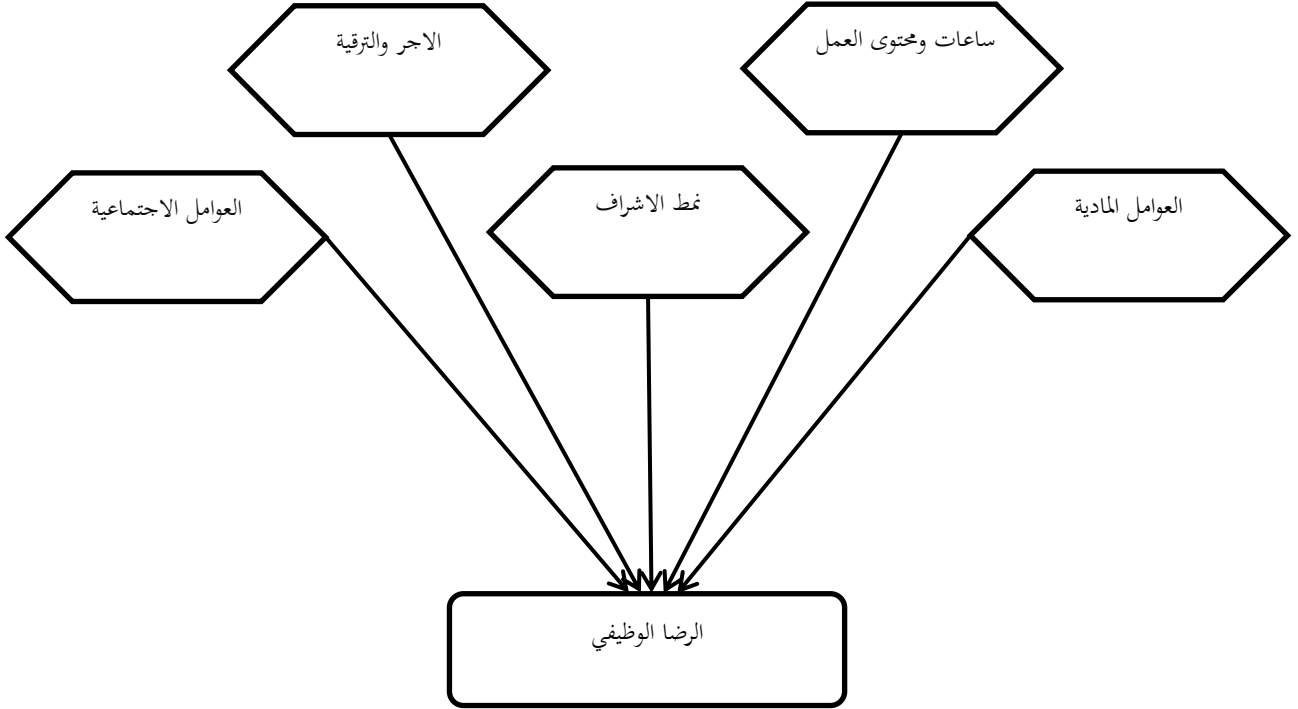 ساعات ومحتوى العمل
الاجر والترقية
العوامل المادية
نمط الاشراف
العوامل الاجتماعية
الرضا الوظيفي